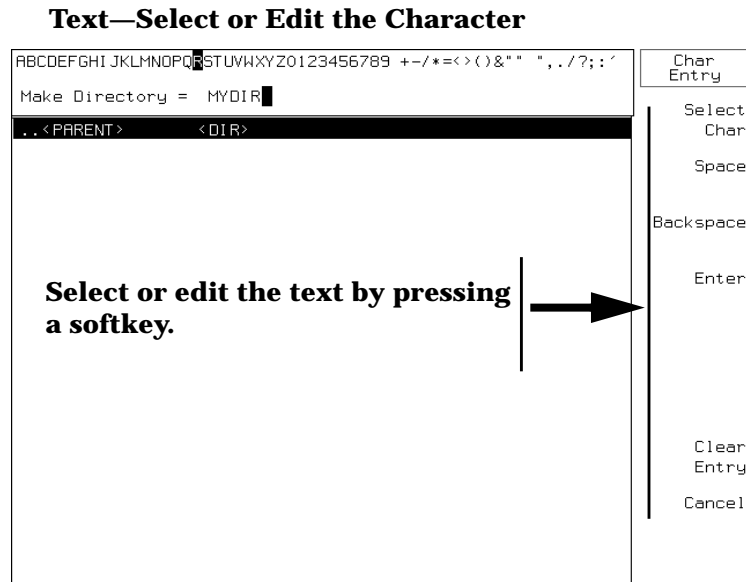 Text—Select or Edit the Character
ABCDEFGHIJKLMNOPQRSTUVWXYZ0123456789 +-/*=<>()&"" ",./?;:′
Make Directory = MYDIR
..<PARENT> <DIR>
Select or edit the text by pressing
a softkey.
Char
Entry
Select
Char
Space
Backspace
Enter
Clear
Entry
Cancel